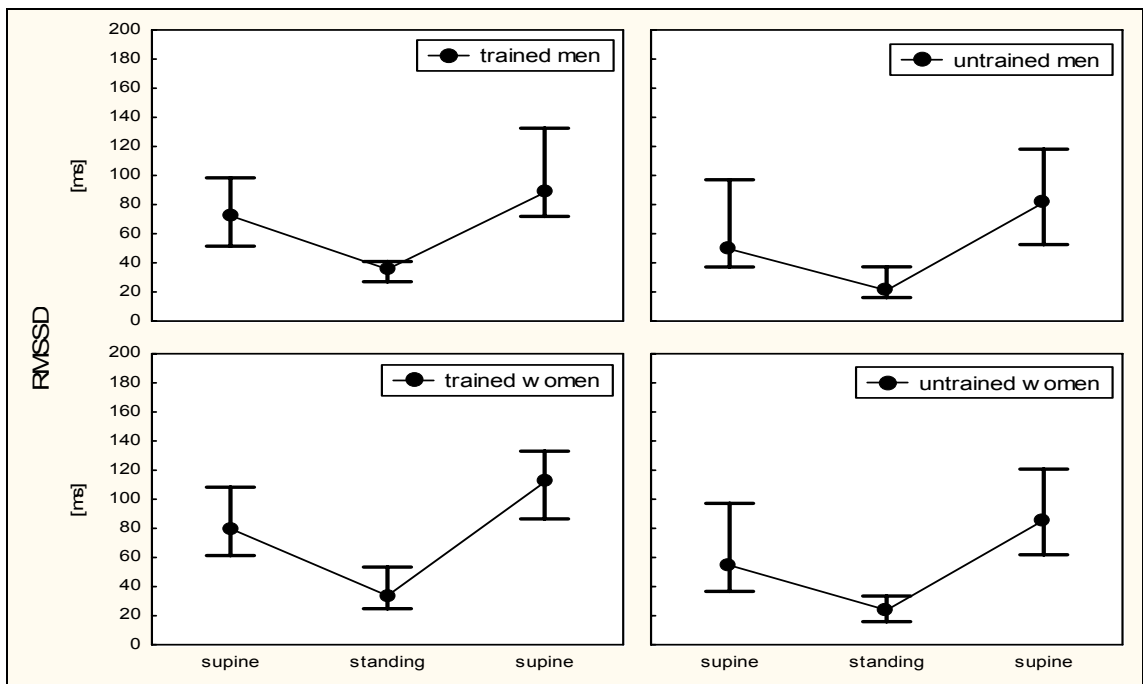 RMSSD
[ms]
200
180
160
140
120
100
80
60
40
20
0
trained men
untrained men
[ms]
200
180
160
140
120
100
80
60
40
20
0
trained w omen
untrained w omen
supine standing supine
supine standing supine